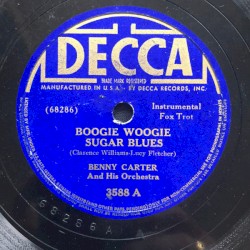 DECCA
TRADE MARK REGISTERED
MANUFACTURED IN U.S.A. BY DECCA RECORDS, INC.
(68286)
Instrumental
Fox Trot
BOOGIE WOOGIE
SUGAR BLUES
(Clarence Williams-Lucy Fletcher)
BENNY CARTER
And His Orchestra
3588 A
68286 A